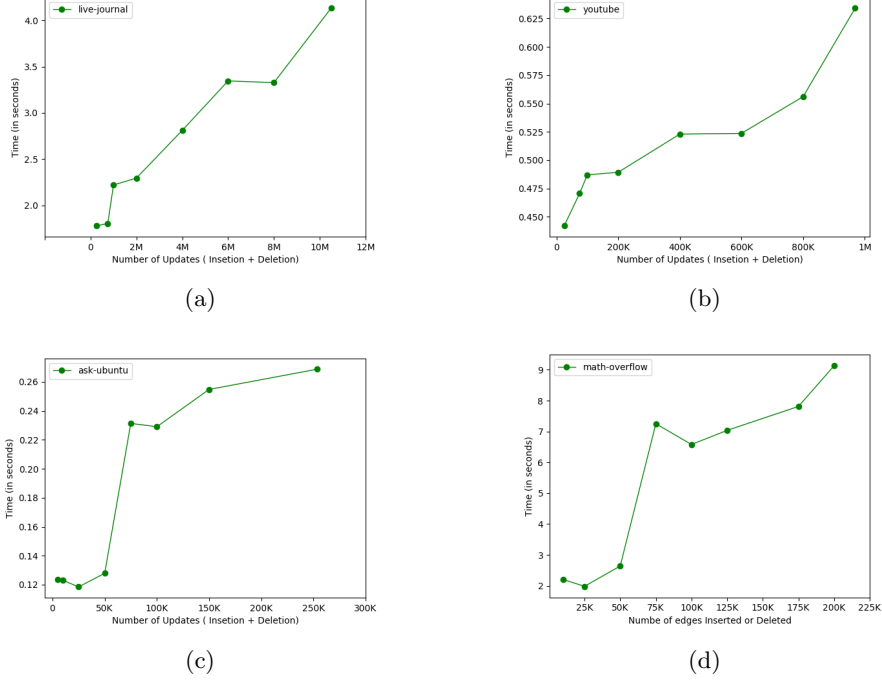 live-journal
4.0
3.5
3.0
2.5
2.0
Time (in seconds)
0 2M 4M 6M 8M 10M 12M
Number of Updates ( Insetion + Deletion)
(a)
youtube
0.625
0.600
0.575
0.550
0.525
0.500
0.475
0.450
Time (in seconds)
0 200K 400K 600K 800K 1M
Number of Updates ( Insetion + Deletion)
(b)
ask-ubuntu
0.26
0.24
0.22
0.20
0.18
0.16
0.14
0.12
Time (in seconds)
0 50K 100K 150K 200K 250K 300K
Number of Updates ( Insetion + Deletion)
(c)
math-overflow
9
8
7
6
5
4
3
2
Time (in seconds)
25K 50K 75K 100K 125K 150K 175K 200K 225K
Numbe of edges Inserted or Deleted
(d)